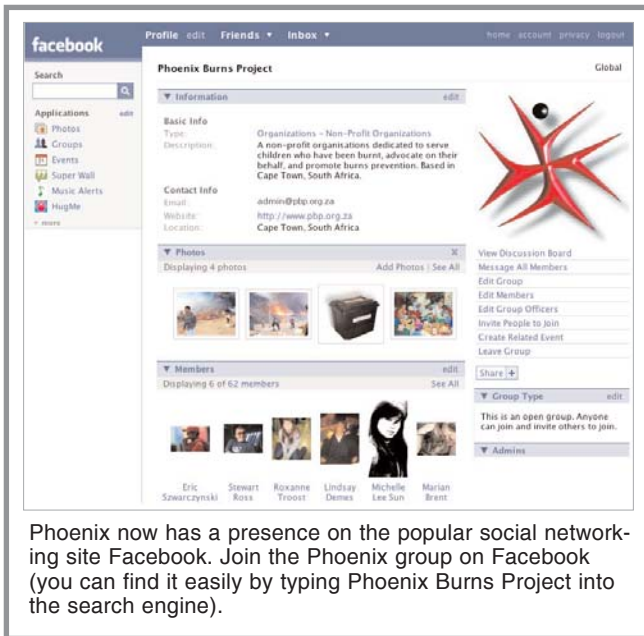 facebook
Profile edit Friends ▼ Inbox ▼
home account privacy logout
Search
Applications edit
Photos
Groups
Events
Super Wall
Music Alerts
HugMe
▾ more
Phoenix Burns Project
Global
▼ Information edit
Basic Info
Type: Organizations - Non-Profit Organizations
Description: A non-profit organisations dedicated to serve
children who have been burnt, advocate on their
behalf, and promote burns prevention. Based in
Cape Town, South Africa.
Contact Info
Email: admin@pbp.org.za
Website: http://www.pbp.org.za
Location: Cape Town, South Africa
▼ Photos X
Displaying 4 photos Add Photos | See All
▼ Members edit
Displaying 6 of 62 members See All
Eric
Szwarczynski
Stewart
Ross
Roxanne
Troost
Lindsay
Demes
Michelle
Lee Sun
Marian
Brent
View Discussion Board
Message All Members
Edit Group
Edit Members
Edit Group Officers
Invite People to Join
Create Related Event
Leave Group
Share +
▼ Group Type edit
This is an open group. Anyone
can join and invite others to join.
▼ Admins
Phoenix now has a presence on the popular social network-
ing site Facebook. Join the Phoenix group on Facebook
(you can find it easily by typing Phoenix Burns Project into
the search engine).